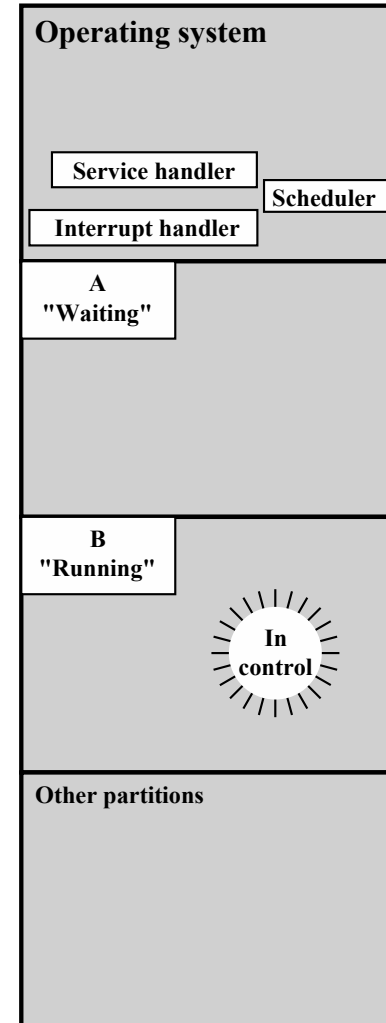 Operating system
Service handler
Scheduler
Interrupt handler
A
"Waiting"
B
"Running"
In
control
Other partitions